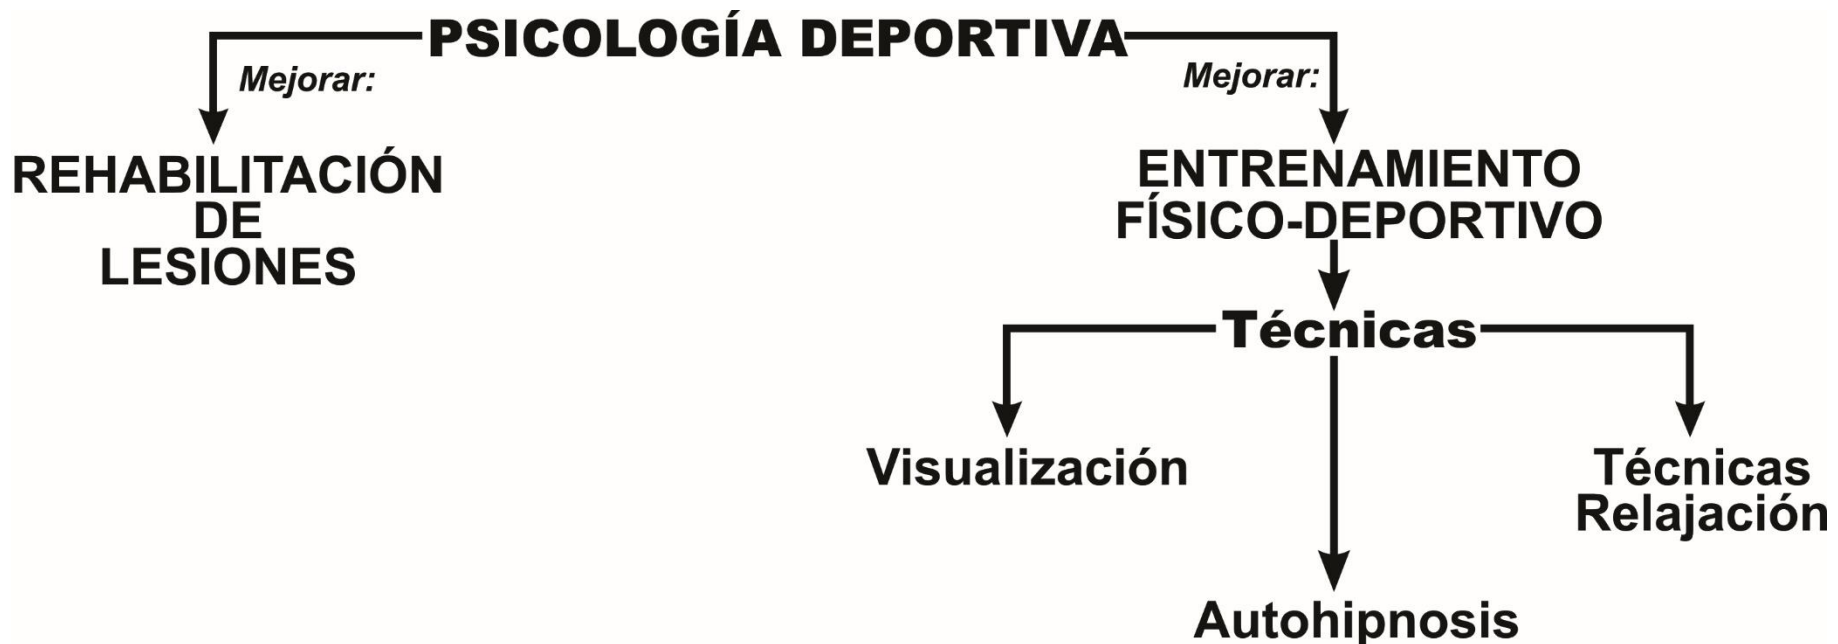 PSICOLOGÍA DEPORTIVA
Mejorar:
Mejorar:
REHABILITACIÓN
DE
LESIONES
ENTRENAMIENTO
FÍSICO-DEPORTIVO
Técnicas
Visualización
Técnicas
Relajación
Autohipnosis